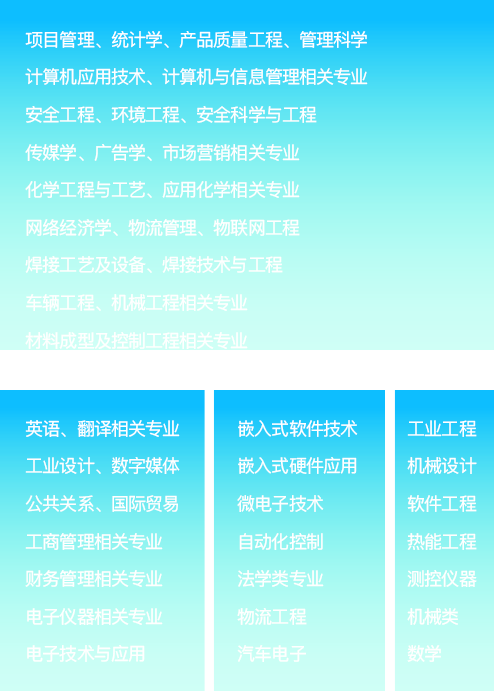 项目管理、统计学、产品质量工程、管理科学
计算机应用技术、计算机与信息管理相关专业
安全工程、环境工程、安全科学与工程
传媒学、广告学、市场营销相关专业
化学工程与工艺、应用化学相关专业
网络经济学、物流管理、物联网工程
焊接工艺及设备、焊接技术与工程
车辆工程、机械工程相关专业
材料成型及控制工程相关专业
英语、翻译相关专业
工业设计、数字媒体
公共关系、国际贸易
工商管理相关专业
财务管理相关专业
电子仪器相关专业
电子技术与应用
嵌入式软件技术
嵌入式硬件应用
微电子技术
自动化控制
法学类专业
物流工程
汽车电子
工业工程
机械设计
软件工程
热能工程
测控仪器
机械类
数学